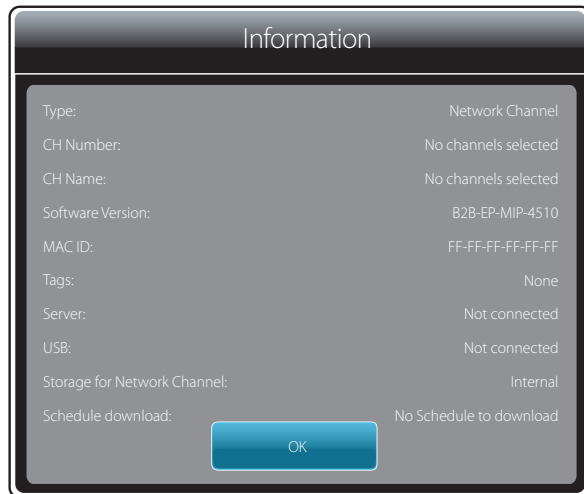 Information
Type: Network Channel
CH Number: No channels selected
CH Name: No channels selected
Software Version: B2B-EP-MIP-4510
MAC ID: FF-FF-FF-FF-FF-FF
Tags: None
Server: Not connected
USB: Not connected
Storage for Network Channel: Internal
Schedule download: No Schedule to download
OK